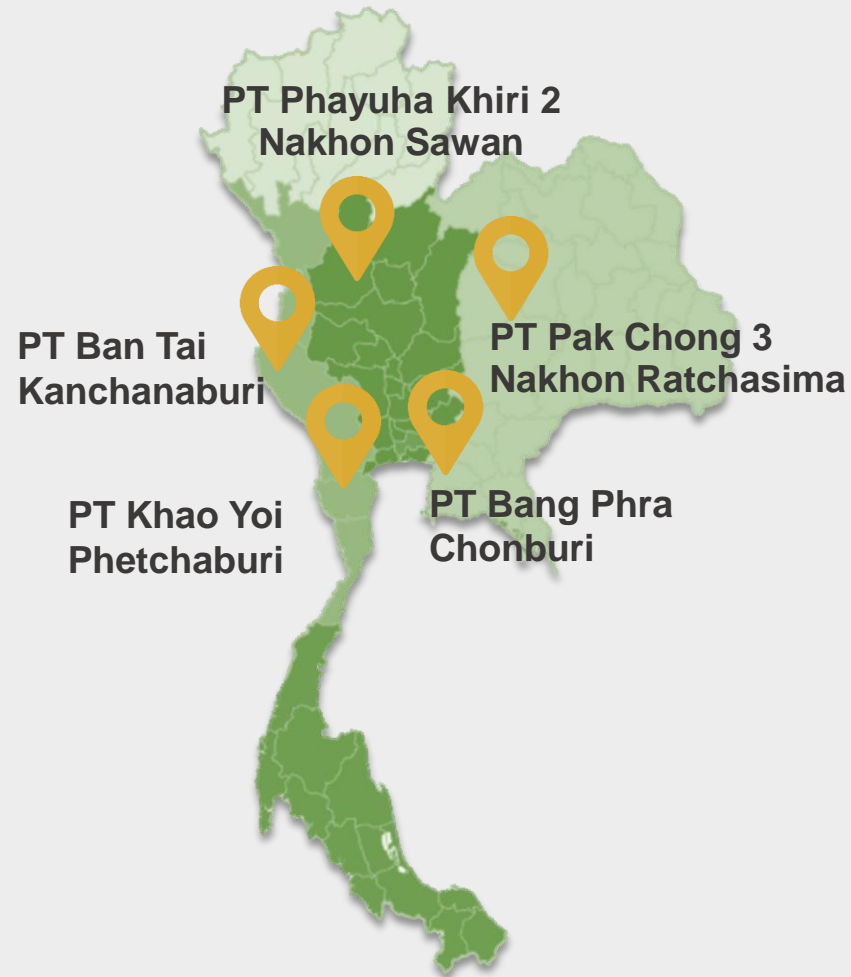 PT Phayuha Khiri 2
Nakhon Sawan
PT Ban Tai
Kanchanaburi
PT Pak Chong 3
Nakhon Ratchasima
PT Khao Yoi
Phetchaburi
PT Bang Phra
Chonburi